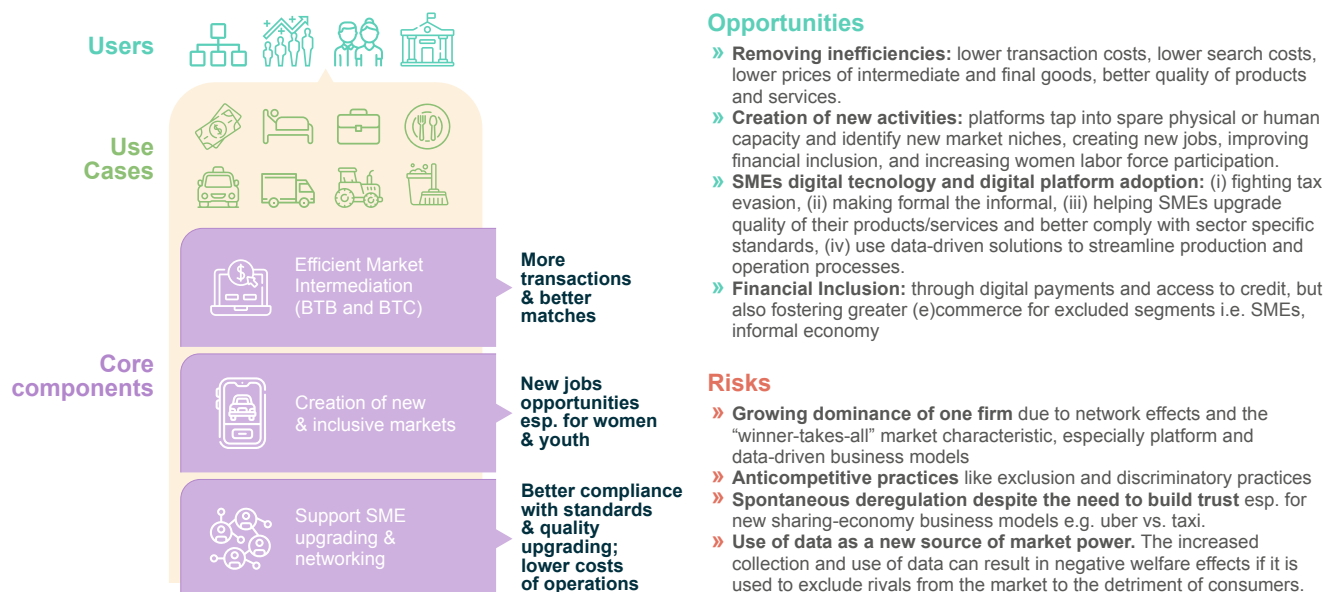 Users
Use
Cases
Core
components
Efficient Market
Intermediation
(BTB and BTC)
More
transactions
& better
matches
Creation of new
& inclusive markets
New jobs
opportunities
esp. for women
& youth
Support SME
upgrading &
networking
Better compliance
with standards
& quality
upgrading;
lower costs
of operations
Opportunities
» Removing inefficiencies: lower transaction costs, lower search costs,
lower prices of intermediate and final goods, better quality of products
and services.
» Creation of new activities: platforms tap into spare physical or human
capacity and identify new market niches, creating new jobs, improving
financial inclusion, and increasing women labor force participation.
» SMEs digital tecnology and digital platform adoption: (i) fighting tax
evasion, (ii) making formal the informal, (iii) helping SMEs upgrade
quality of their products/services and better comply with sector specific
standards, (iv) use data-driven solutions to streamline production and
operation processes.
» Financial Inclusion: through digital payments and access to credit, but
also fostering greater (e)commerce for excluded segments i.e. SMEs,
informal economy
Risks
» Growing dominance of one firm due to network effects and the
“winner-takes-all” market characteristic, especially platform and
data-driven business models
» Anticompetitive practices like exclusion and discriminatory practices
» Spontaneous deregulation despite the need to build trust esp. for
new sharing-economy business models e.g. uber vs. taxi.
» Use of data as a new source of market power. The increased
collection and use of data can result in negative welfare effects if it is
used to exclude rivals from the market to the detriment of consumers.